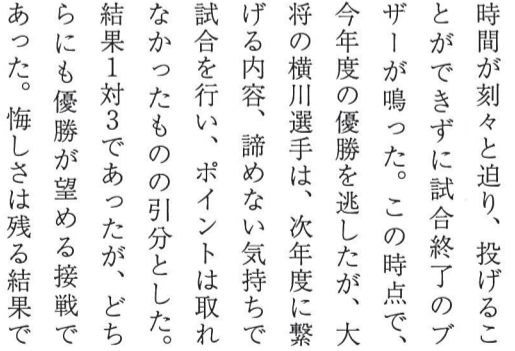 時間が刻々と迫り、投げるこ
とができずに試合終了のブ
ザーが鳴った。この時点で、
今年度の優勝を逃したが、大
将の横川選手は、次年度に繋
げる内容、諦めない気持ちで
試合を行い、ポイントは取れ
なかったものの引分とした。
結果1対3であったが、どち
らにも優勝が望める接戦で
あった。悔しさは残る結果で